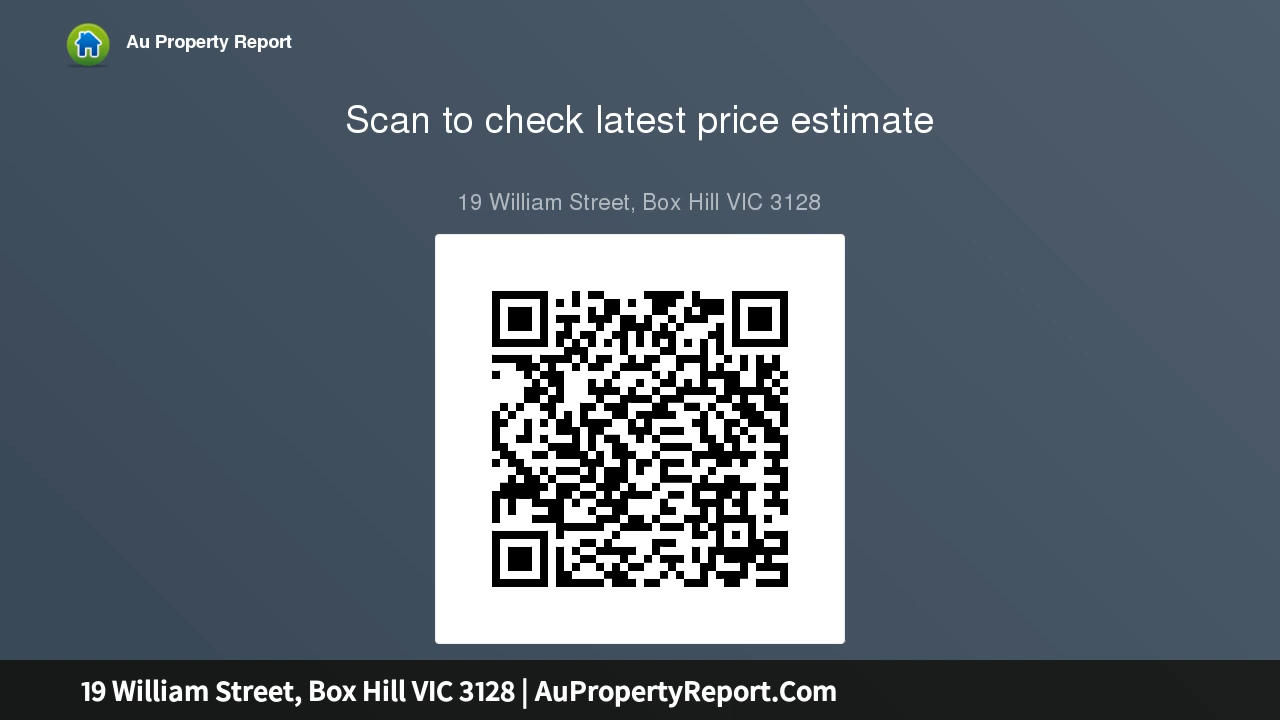 Au Property Report
Scan to check latest price estimate
19 William Street, Box Hill VIC 3128
19 William Street, Box Hill VIC 3128 | AuPropertyReport.Com